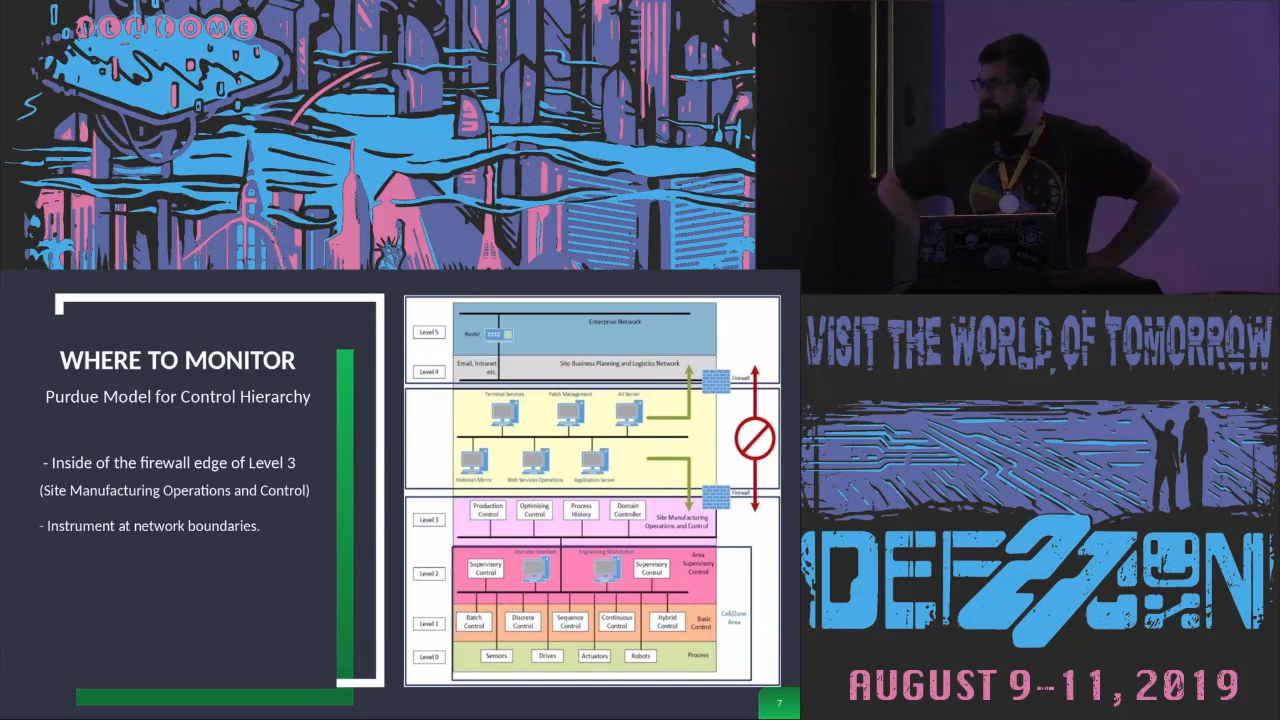 WELCOME
WHERE TO MONITOR
Purdue Model for Control Hierarchy
- Inside of the firewall edge of Level 3
(Site Manufacturing Operations and Control)
- Instrument at network boundaries.
Level 5
Router
Enterprise Network
Level 4
Email, Intranet
etc.
Site Business Planning and Logistics Network
Firewall
Terminal Services
Patch Management
AV Server
Historian Mirror
Web Services Operations
Application Server
Firewall
Level 3
Production
Control
Optimising
Control
Process
History
Domain
Controller
Site Manufacturing
Operations and Control
Level 2
Supervisory
Control
Operator Interface
Engineering Workstation
Supervisory
Control
Area
Supervisory
Control
Level 1
Batch
Control
Discrete
Control
Sequence
Control
Continuous
Control
Hybrid
Control
Basic
Control
Cell/Zone
Area
Level 0
Sensors
Drives
Actuators
Robots
Process
7
VISIT THE WORLD OF TOMORROW
DEF CON
27
AUGUST 9-11, 2019